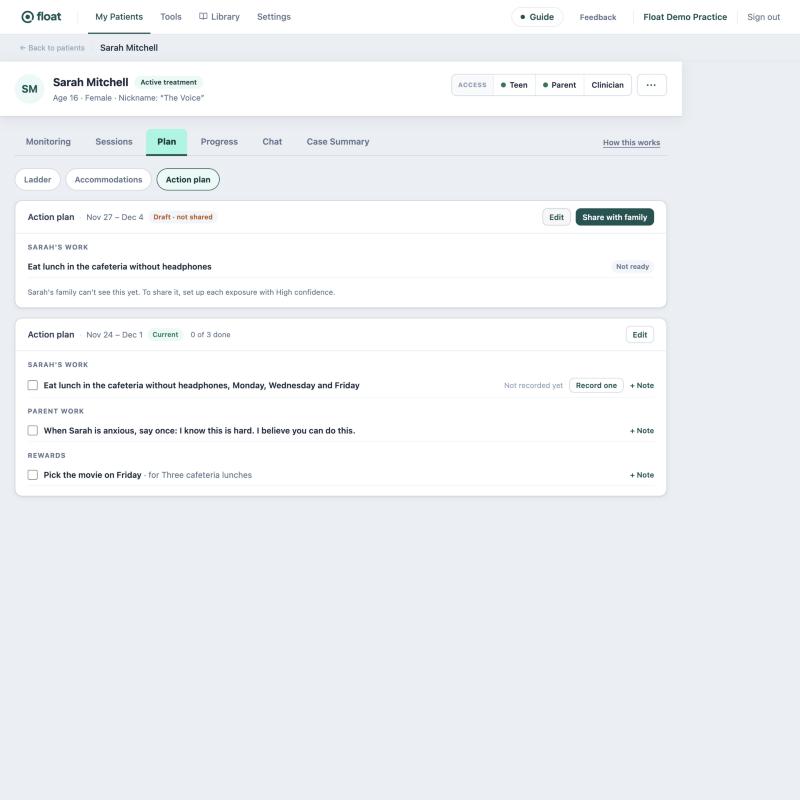 float
My Patients
Tools
Library
Settings
Guide
Feedback
Float Demo Practice
Sign out
← Back to patients
Sarah Mitchell
SM
Sarah Mitchell
Active treatment
Age 16 · Female · Nickname: "The Voice"
ACCESS
Teen
Parent
Clinician
···
Monitoring
Sessions
Plan
Progress
Chat
Case Summary
How this works
Ladder
Accommodations
Action plan
Action plan · Nov 27 – Dec 4 Draft · not shared
Edit
Share with family
SARAH'S WORK
Eat lunch in the cafeteria without headphones
Not ready
Sarah's family can't see this yet. To share it, set up each exposure with High confidence.
Action plan · Nov 24 – Dec 1 Current 0 of 3 done
Edit
SARAH'S WORK
Eat lunch in the cafeteria without headphones, Monday, Wednesday and Friday
Not recorded yet
Record one
+ Note
PARENT WORK
When Sarah is anxious, say once: I know this is hard. I believe you can do this.
+ Note
REWARDS
Pick the movie on Friday · for Three cafeteria lunches
+ Note